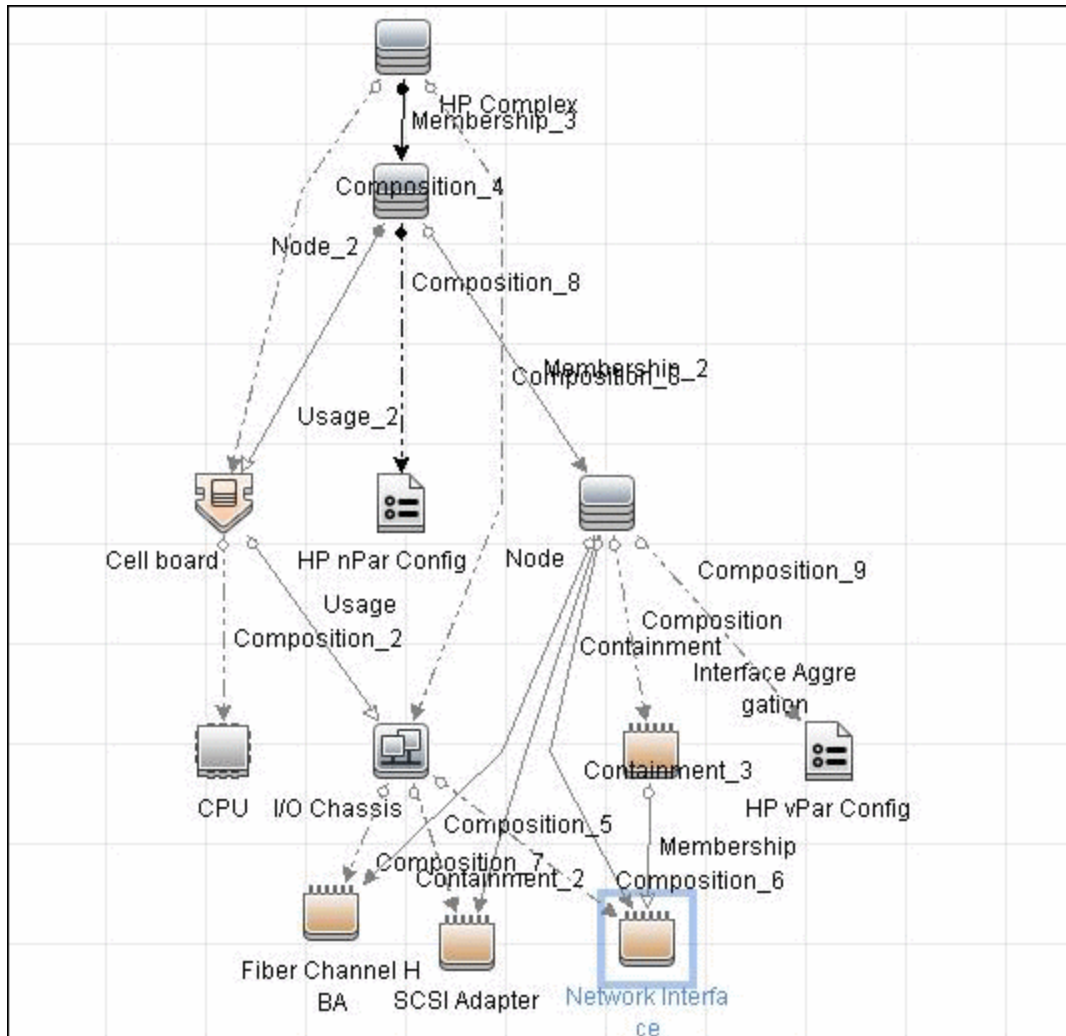 HP Complex
Membership_3
Composition_4
Node_2
Composition_8
Membership_2
Composition_3
Usage_2
Cell board
HP nPar Config
Node
Composition_9
Usage
Composition
Composition_2
Containment
Interface Aggre
gation
Containment_3
CPU
I/O Chassis
HP vPar Config
Composition_5
Membership
Composition_7
Containment_2
Composition_6
Fiber Channel H
BA
SCSI Adapter
Network Interfa
ce